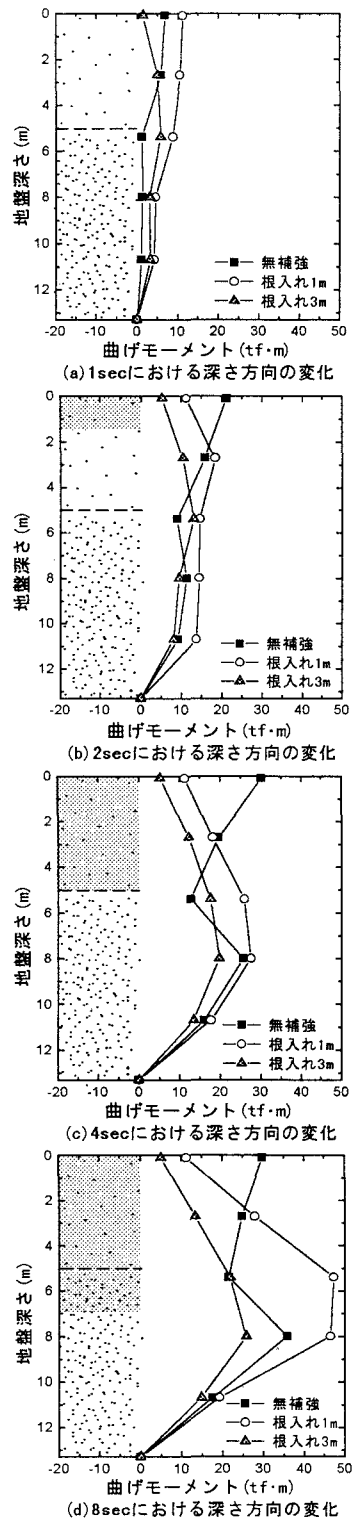 0
2
4
6
8
10
12
地盤深さ(m)
無補強
根入れ1m
根入れ3m
-20 -10 0 10 20 30 40 50
曲げモーメント(tf·m)
(a)1secにおける深さ方向の変化
0
2
4
6
8
10
12
地盤深さ(m)
無補強
根入れ1m
根入れ3m
-20 -10 0 10 20 30 40 50
曲げモーメント(tf·m)
(b)2secにおける深さ方向の変化
0
2
4
6
8
10
12
地盤深さ(m)
無補強
根入れ1m
根入れ3m
-20 -10 0 10 20 30 40 50
曲げモーメント(tf·m)
(c)4secにおける深さ方向の変化
0
2
4
6
8
10
12
地盤深さ(m)
無補強
根入れ1m
根入れ3m
-20 -10 0 10 20 30 40 50
曲げモーメント(tf·m)
(d)8secにおける深さ方向の変化